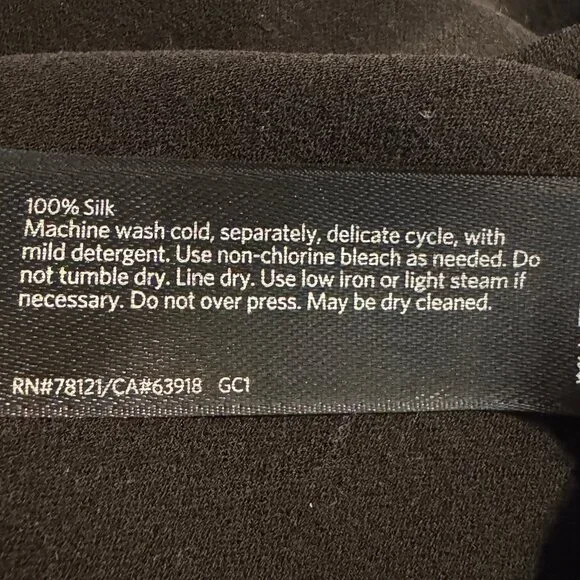 100% Silk
Machine wash cold, separately, delicate cycle, with
mild detergent. Use non-chlorine bleach as needed. Do
not tumble dry. Line dry. Use low iron or light steam if
necessary. Do not over press. May be dry cleaned.
RN#78121/CA#63918 GC1